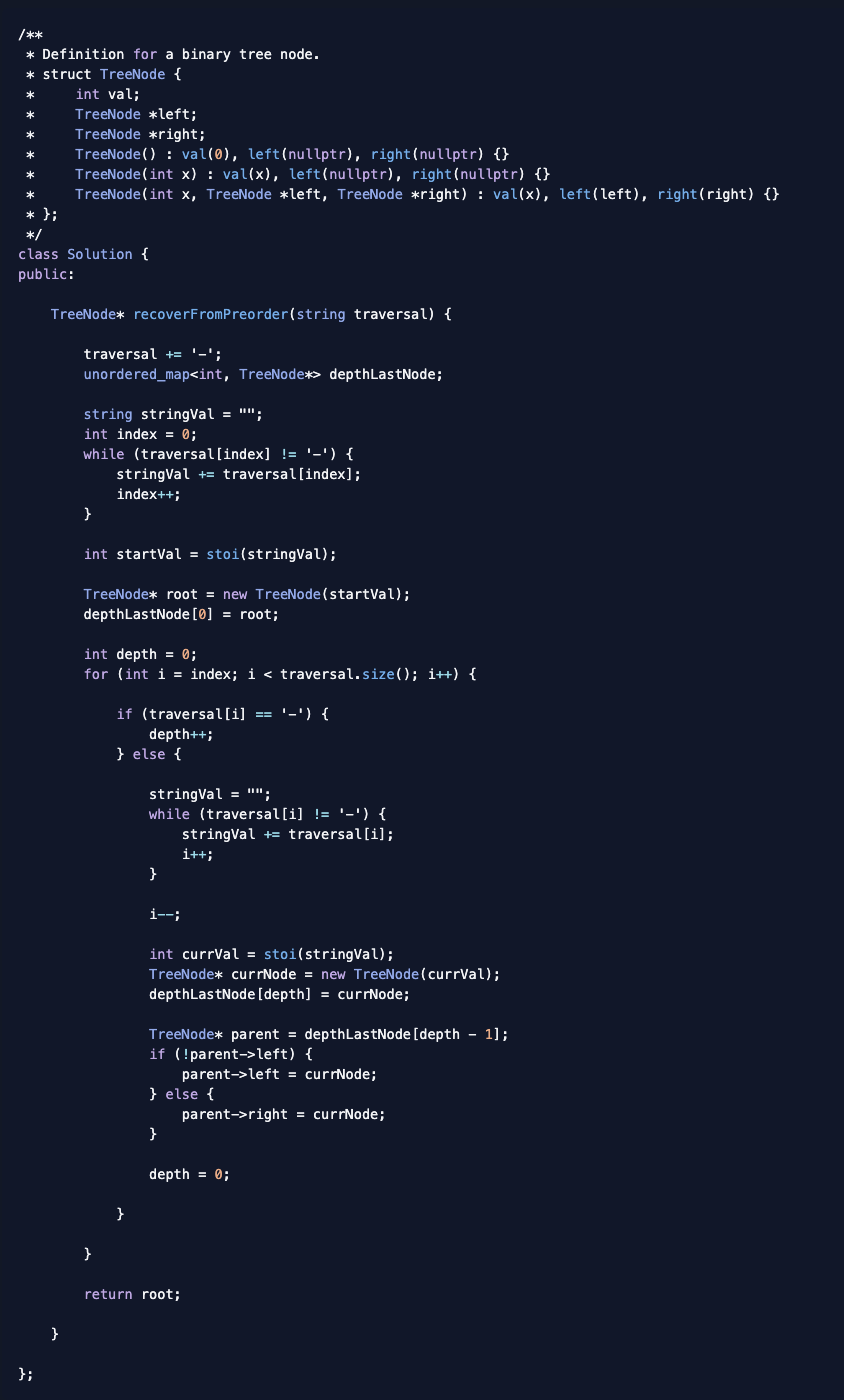 /**
 * Definition for a binary tree node.
 * struct TreeNode {
 *     int val;
 *     TreeNode *left;
 *     TreeNode *right;
 *     TreeNode() : val(0), left(nullptr), right(nullptr) {}
 *     TreeNode(int x) : val(x), left(nullptr), right(nullptr) {}
 *     TreeNode(int x, TreeNode *left, TreeNode *right) : val(x), left(left), right(right) {}
 * };
 */
class Solution {
public:

    TreeNode* recoverFromPreorder(string traversal) {

        traversal += '-';
        unordered_map<int, TreeNode*> depthLastNode;

        string stringVal = "";
        int index = 0;
        while (traversal[index] != '-') {
            stringVal += traversal[index];
            index++;
        }

        int startVal = stoi(stringVal);

        TreeNode* root = new TreeNode(startVal);
        depthLastNode[0] = root;

        int depth = 0;
        for (int i = index; i < traversal.size(); i++) {

            if (traversal[i] == '-') {
                depth++;
            } else {

                stringVal = "";
                while (traversal[i] != '-') {
                    stringVal += traversal[i];
                    i++;
                }

                i--;

                int currVal = stoi(stringVal);
                TreeNode* currNode = new TreeNode(currVal);
                depthLastNode[depth] = currNode;

                TreeNode* parent = depthLastNode[depth - 1];
                if (!parent->left) {
                    parent->left = currNode;
                } else {
                    parent->right = currNode;
                }

                depth = 0;

            }

        }

        return root;

    }

};